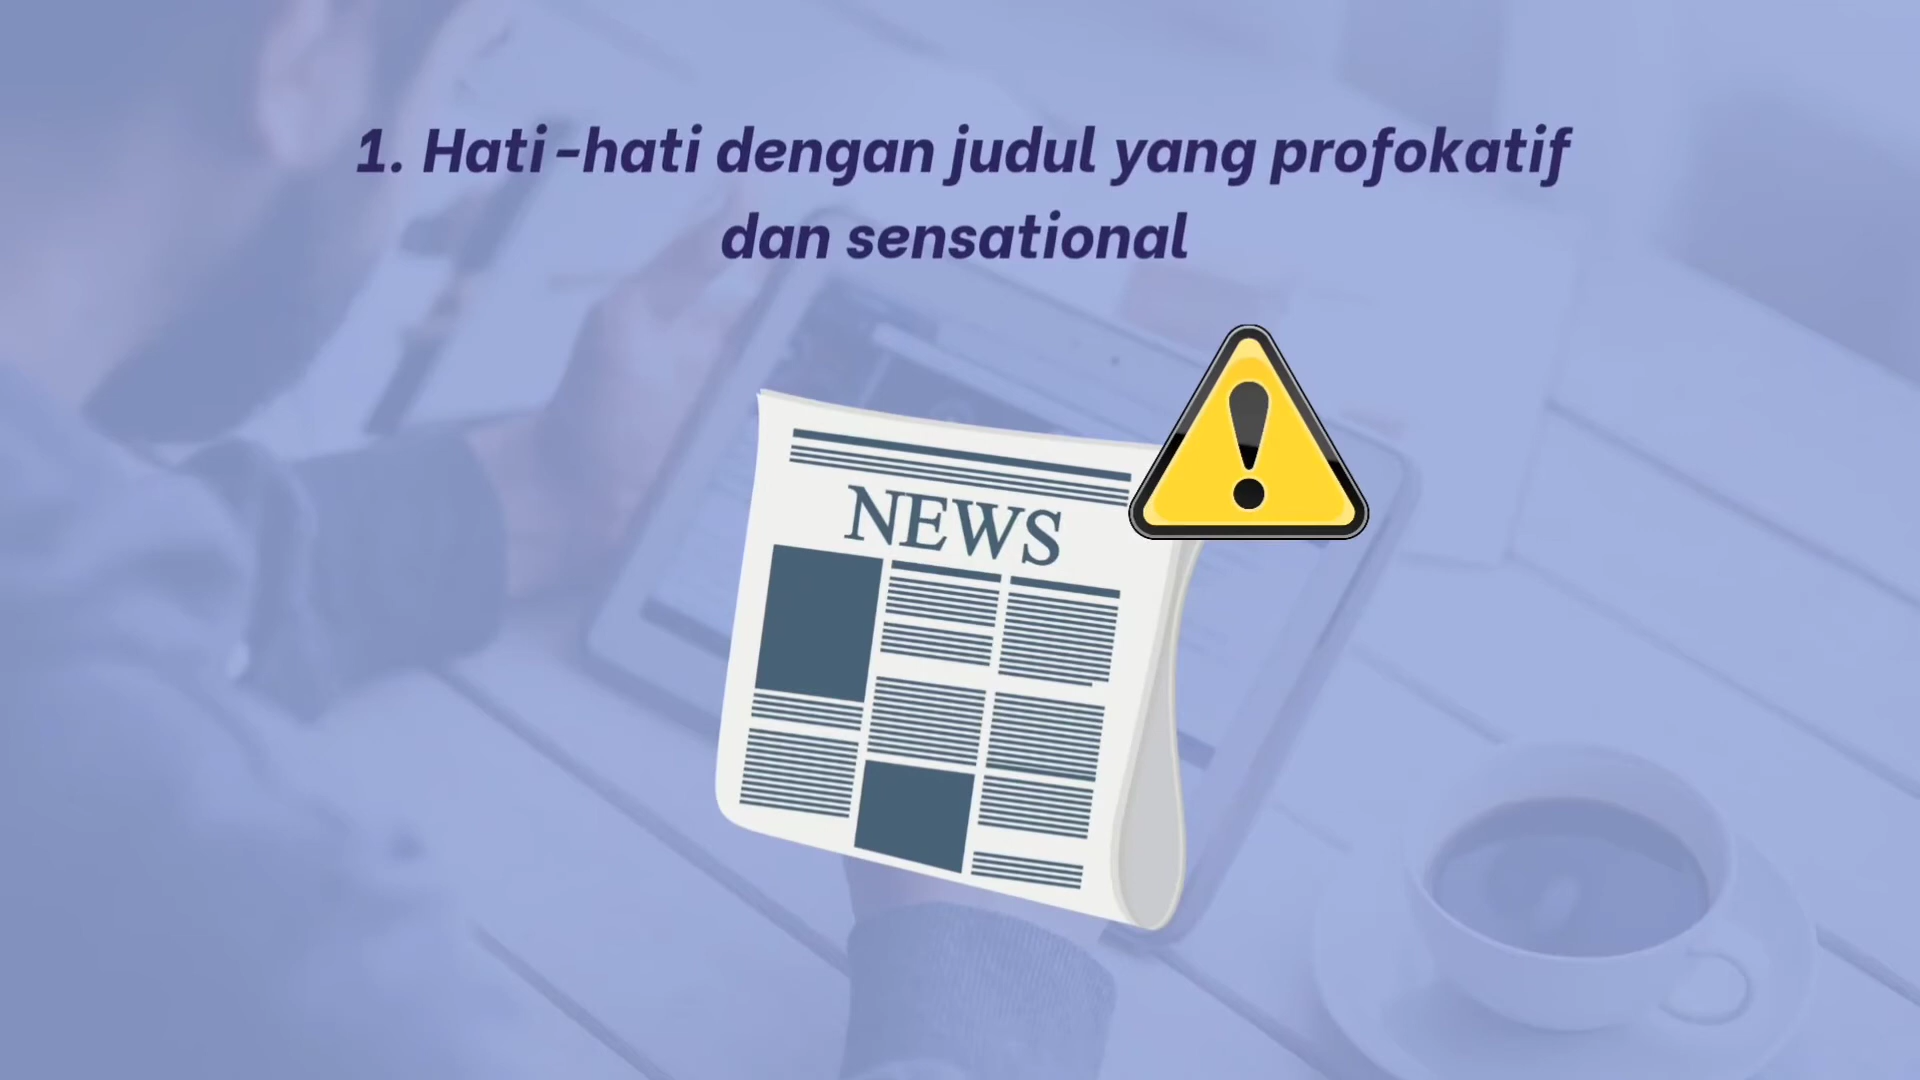 1. Hati-hati dengan judul yang profokatif
dan sensational
NEWS